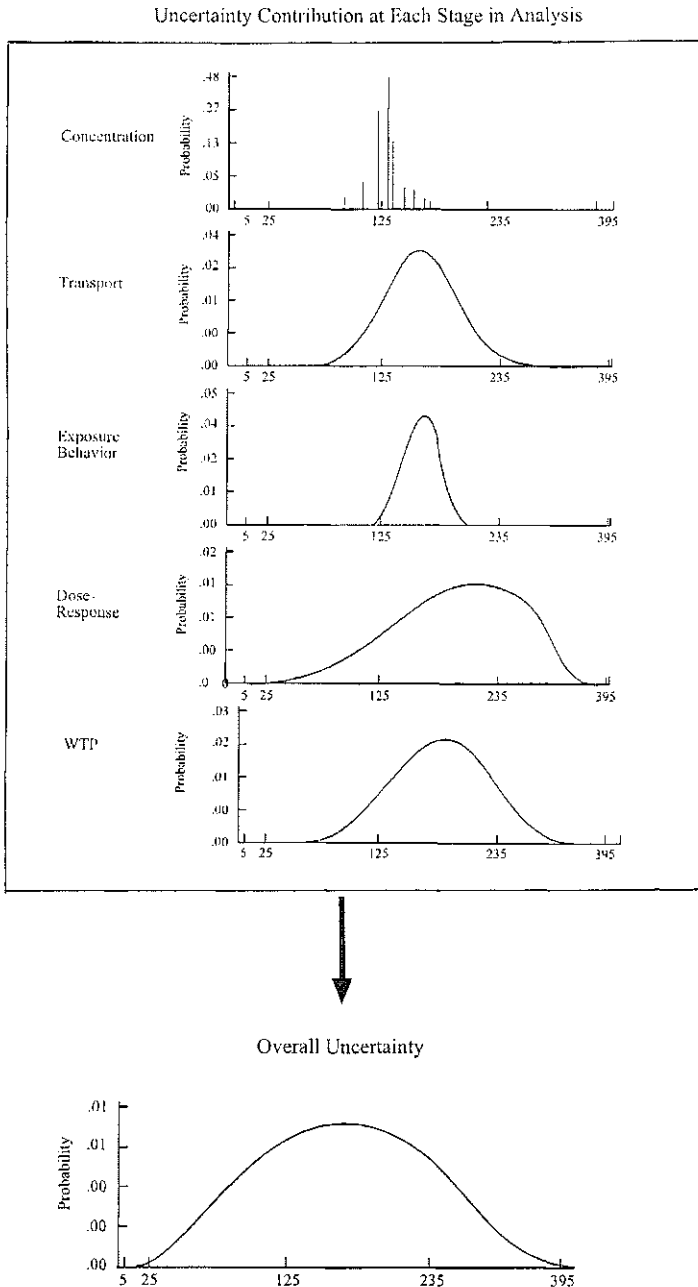 Uncertainty Contribution at Each Stage in Analysis
Concentration
Probability
.48
.22
.13
.05
.00
5 25 125 235 395
Transport
Probability
.04
.02
.01
.00
.00
5 25 125 235 395
Exposure
Behavior
Probability
.05
.04
.01
.00
5 25 125 235 395
Dose-
Response
Probability
.02
.01
.01
.00
.0
0 5 25 125 235 395
WTP
Probability
.03
.02
.01
.00
.00
5 25 125 235 395
Overall Uncertainty
Probability
.01
.01
.00
.00
.00
5 25 125 235 395